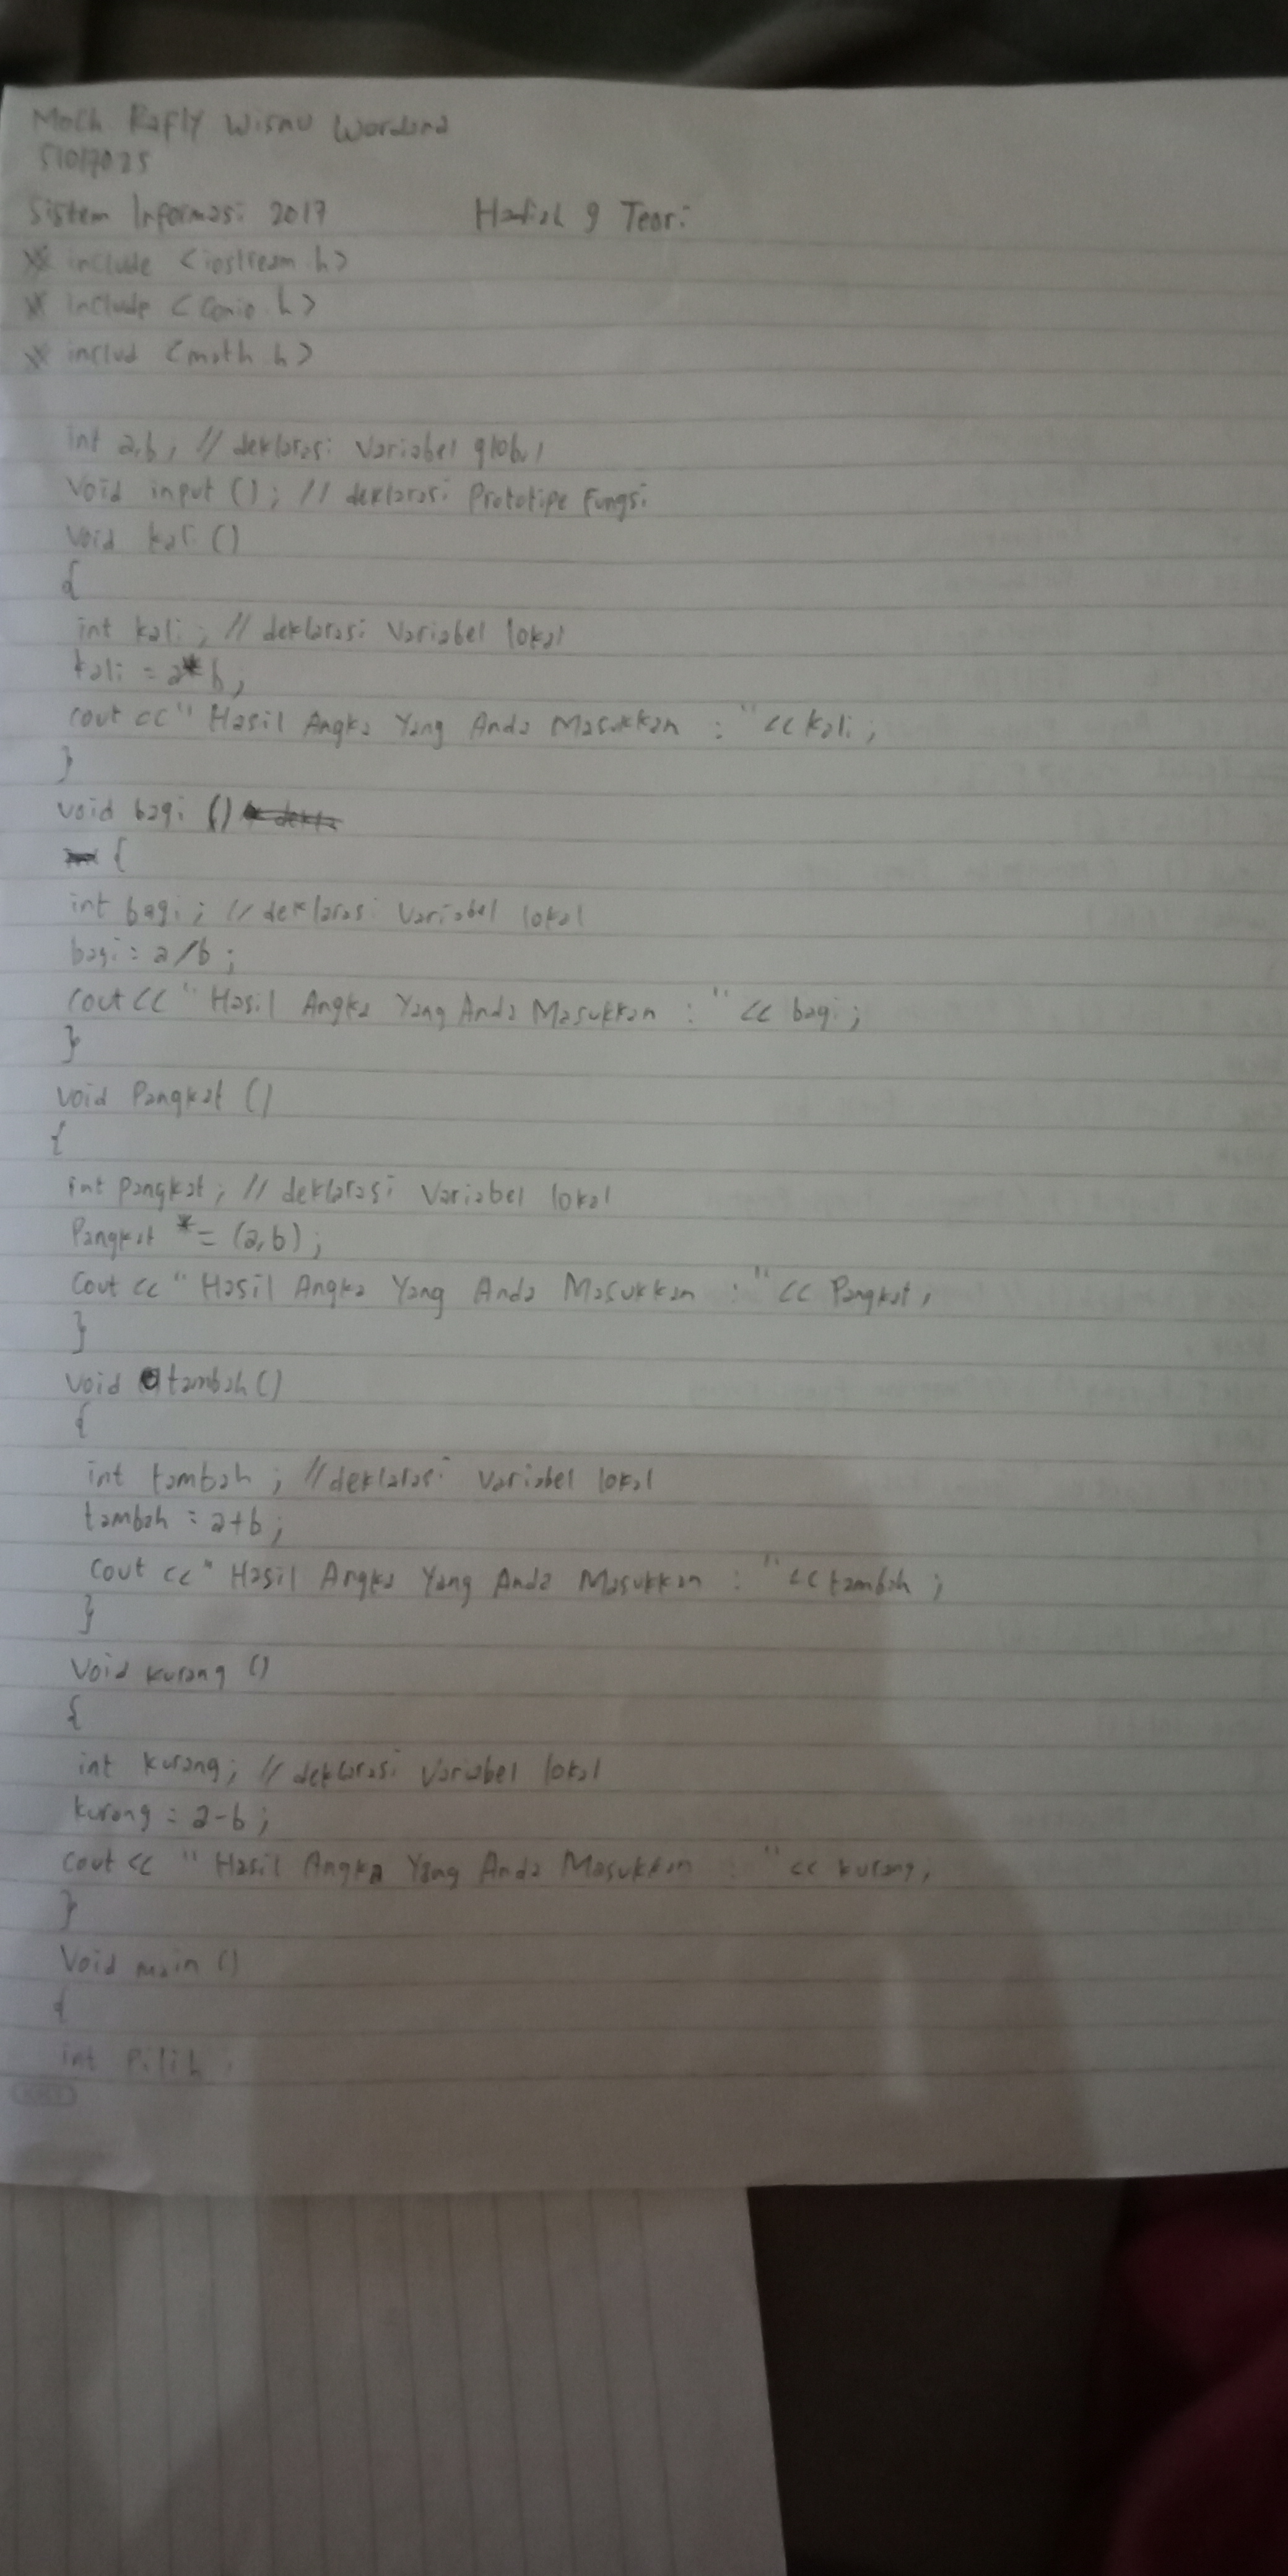 Moch Rafly Wisnu Wardana
51017025
Sistem Informasi 2017 Hafish 9 Teori
# include <iostream.h>
# include <conio.h>
# includ <math.h>
int a,b; // deklarasi Variabel global
Void input (); // deklarasi Prototipe Fungsi
Void kali ()
{
int kali; // deklarasi Variabel lokal
kali = a*b;
cout << " Hasil Angka Yang Anda Masukkan : " << kali;
}
void bagi ()
{
int bagi; // deklarasi Variabel lokal
bagi = a/b;
cout << " Hasil Angka Yang Anda Masukkan : " << bagi;
}
void Pangkat ()
{
int pangkat; // deklarasi Variabel lokal
Pangkat *= (a,b);
Cout << " Hasil Angka Yang Anda Masukkan : " << Pangkat;
}
void tambah ()
{
int tambah; // deklarasi Variabel lokal
tambah = a+b;
Cout << " Hasil Angka Yang Anda Masukkan : " << tambah;
}
Void kurang ()
{
int kurang; // deklarasi Variabel lokal
kurang = a-b;
cout << " Hasil Angka Yang Anda Masukkan : " << kurang;
}
Void main ()
{
int Pilih;